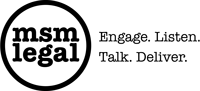 msm
legal
Engage. Listen.
Talk. Deliver.